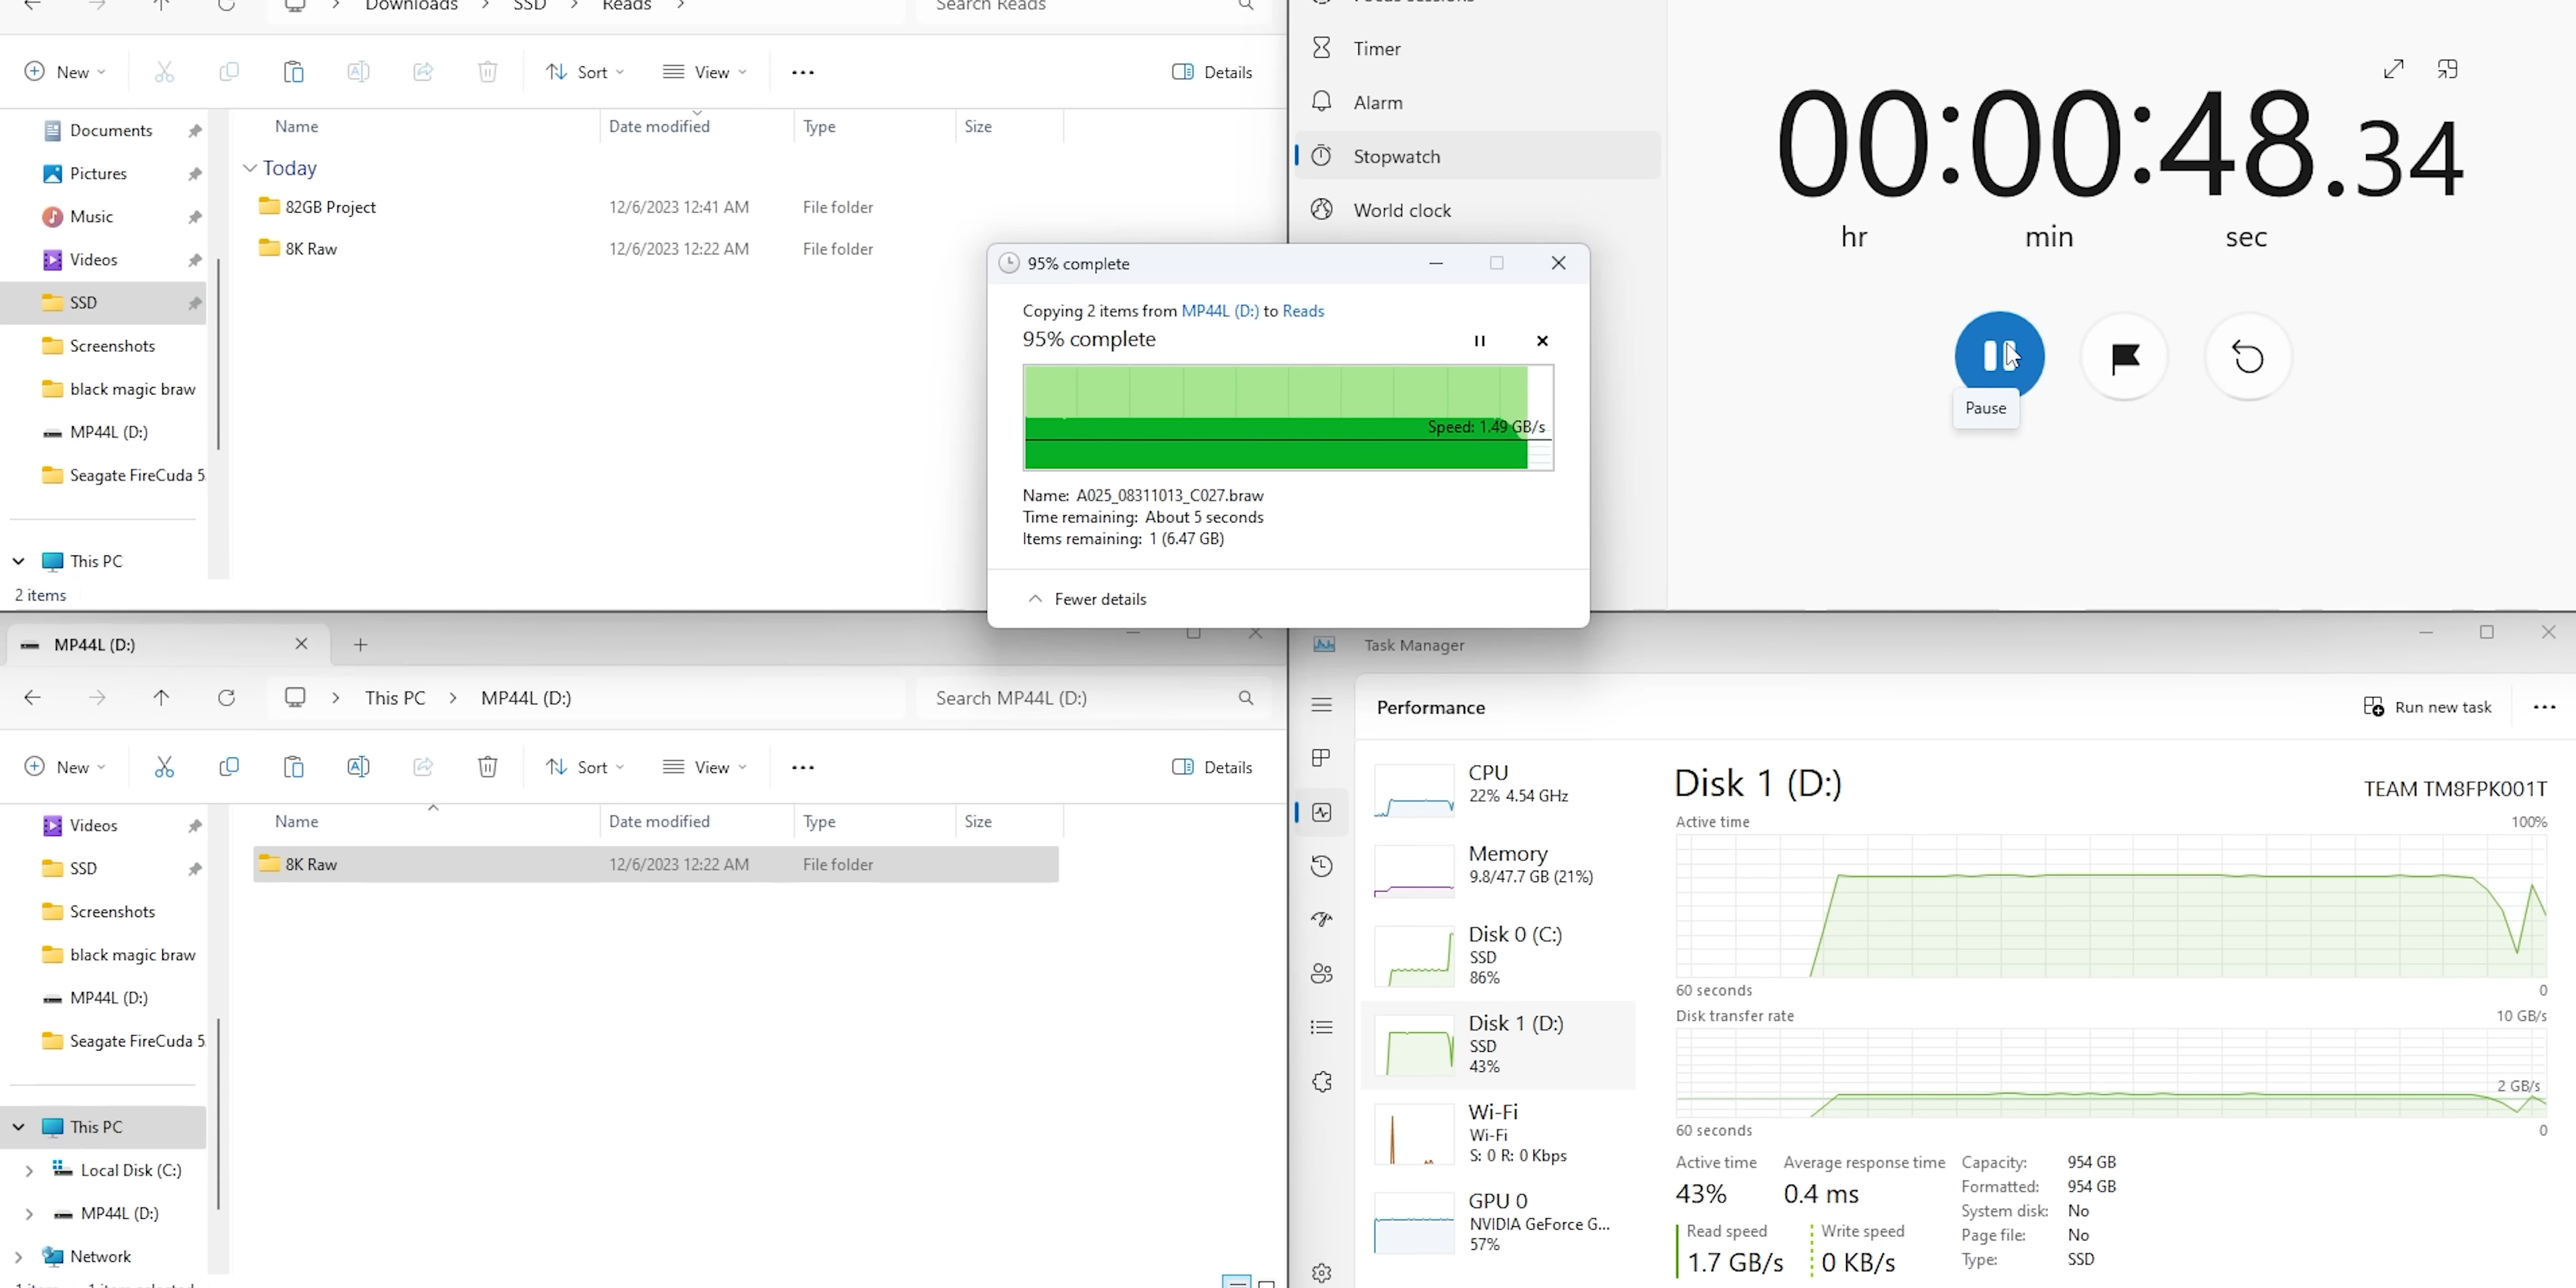 Downloads > SSD > Reads >
Search Reads
New
Sort
View
Details
Documents
Pictures
Music
Videos
SSD
Screenshots
black magic braw
MP44L (D:)
Seagate FireCuda 5
This PC
2 items
Name Date modified Type Size
Today
82GB Project 12/6/2023 12:41 AM File folder
8K Raw 12/6/2023 12:22 AM File folder
Timer
Alarm
Stopwatch
World clock
00:00:48.34
hr min sec
Pause
95% complete
Copying 2 items from MP44L (D:) to Reads
95% complete
Speed: 1.49 GB/s
Name: A025_08311013_C027.braw
Time remaining: About 5 seconds
Items remaining: 1 (6.47 GB)
Fewer details
MP44L (D:)
This PC > MP44L (D:)
Search MP44L (D:)
New
Sort
View
Details
Videos
SSD
Screenshots
black magic braw
MP44L (D:)
Seagate FireCuda 5
This PC
Local Disk (C:)
MP44L (D:)
Network
Name Date modified Type Size
8K Raw 12/6/2023 12:22 AM File folder
Task Manager
Performance
Run new task
CPU
22% 4.54 GHz
Memory
9.8/47.7 GB (21%)
Disk 0 (C:)
SSD
86%
Disk 1 (D:)
SSD
43%
Wi-Fi
Wi-Fi
S: 0 R: 0 Kbps
GPU 0
NVIDIA GeForce G...
57%
Disk 1 (D:)
TEAM TM8FPK001T
Active time 100%
60 seconds 0
Disk transfer rate 10 GB/s
2 GB/s
60 seconds 0
Active time
43%
Average response time
0.4 ms
Read speed
1.7 GB/s
Write speed
0 KB/s
Capacity: 954 GB
Formatted: 954 GB
System disk: No
Page file: No
Type: SSD